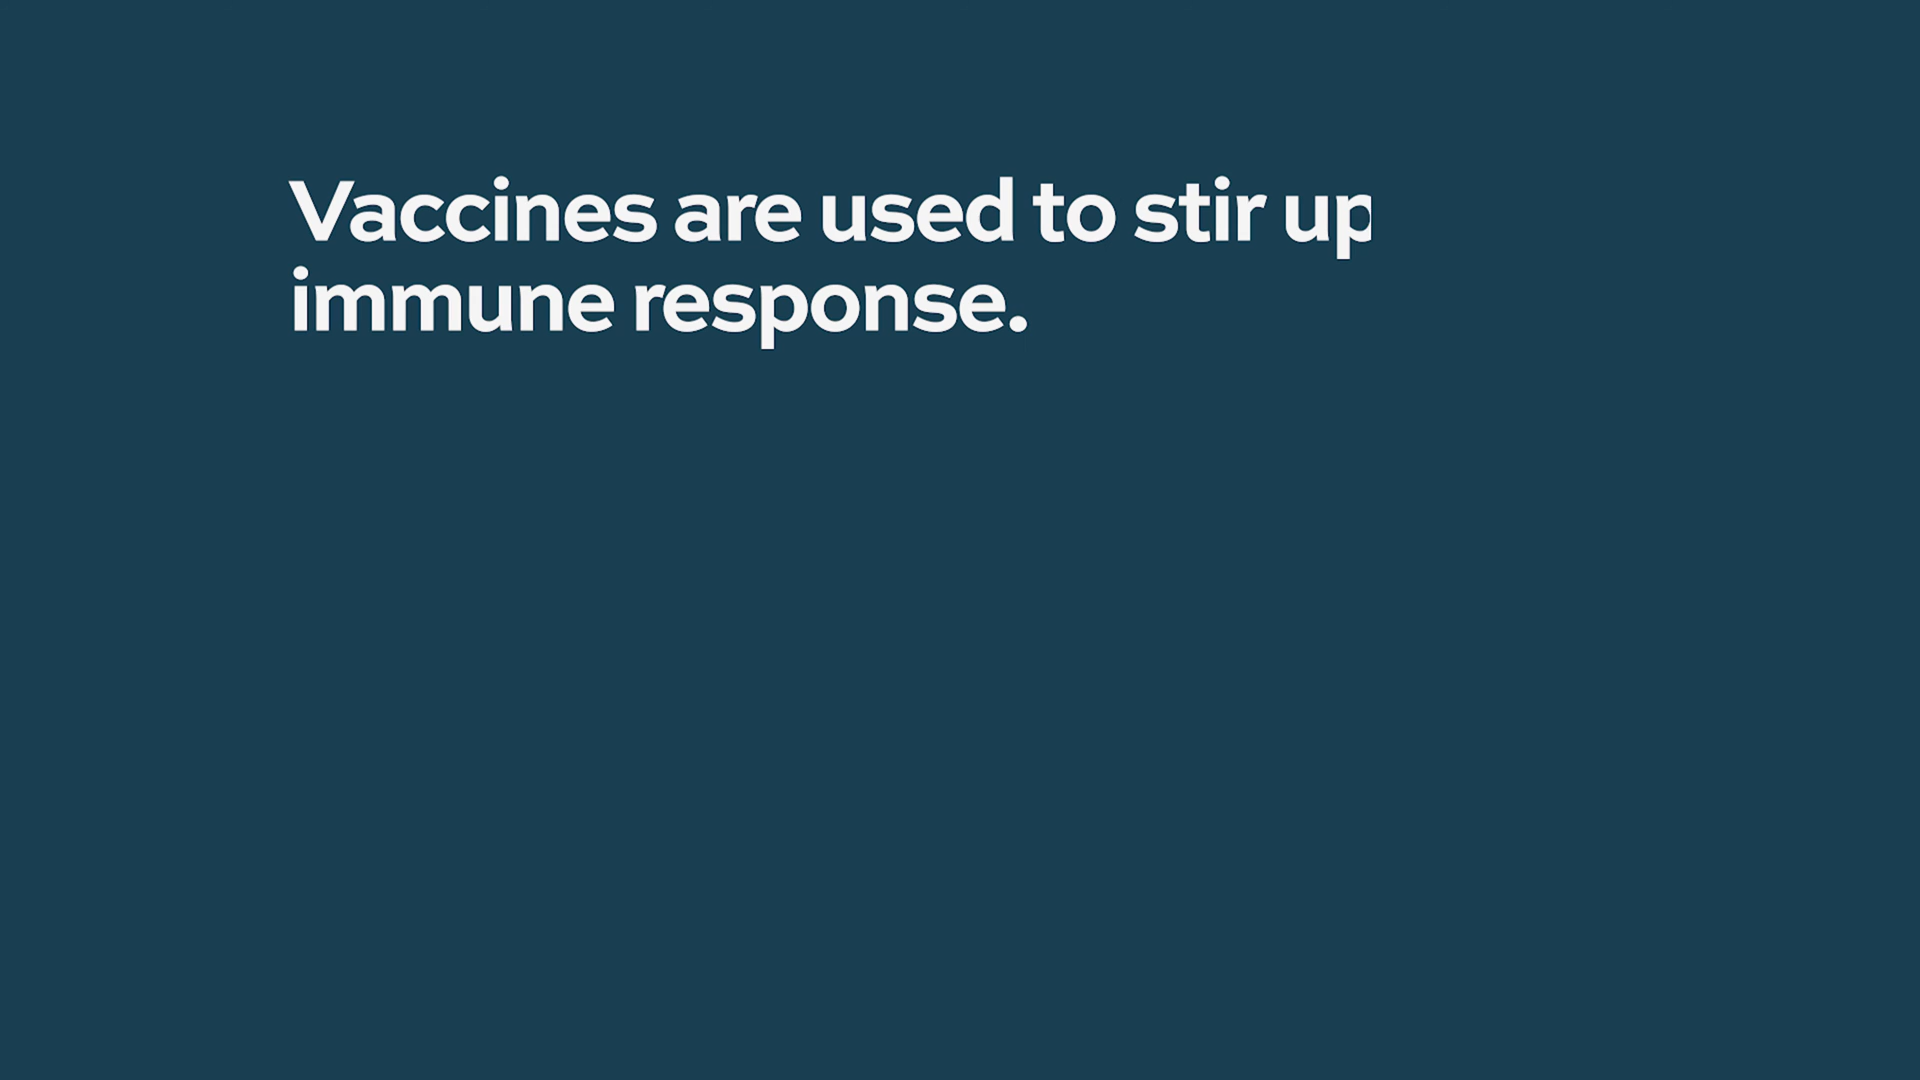 Vaccines are used to stir up
immune response.